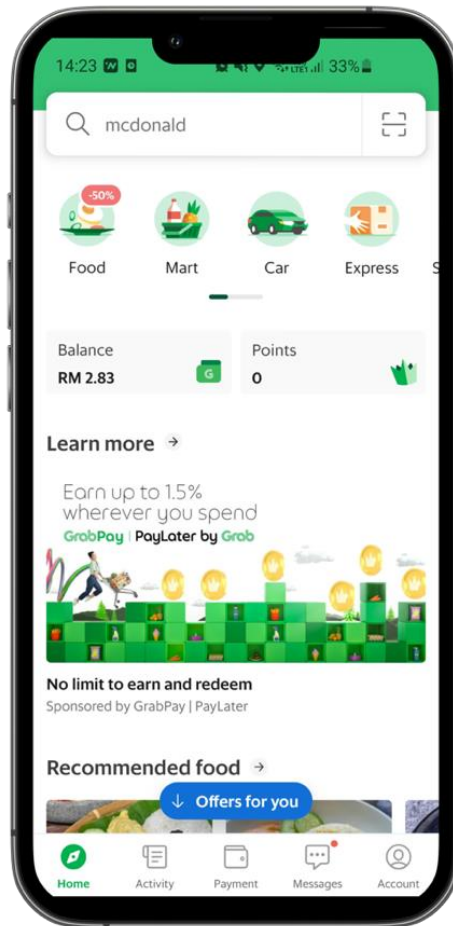 14:23
33%
mcdonald
-50%
Food Mart Car Express S
Balance Points
RM 2.83 G 0
Learn more →
Earn up to 1.5%
wherever you spend
GrabPay | PayLater by Grab
No limit to earn and redeem
Sponsored by GrabPay | PayLater
Recommended food →
↓ Offers for you
Home Activity Payment Messages Account